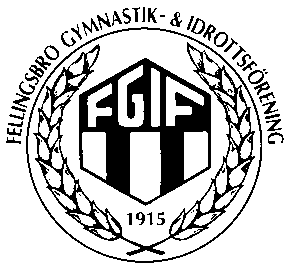 FELLINGSBRO GYMNASTIK- & IDROTTSFÖRENING
FGIF
1915